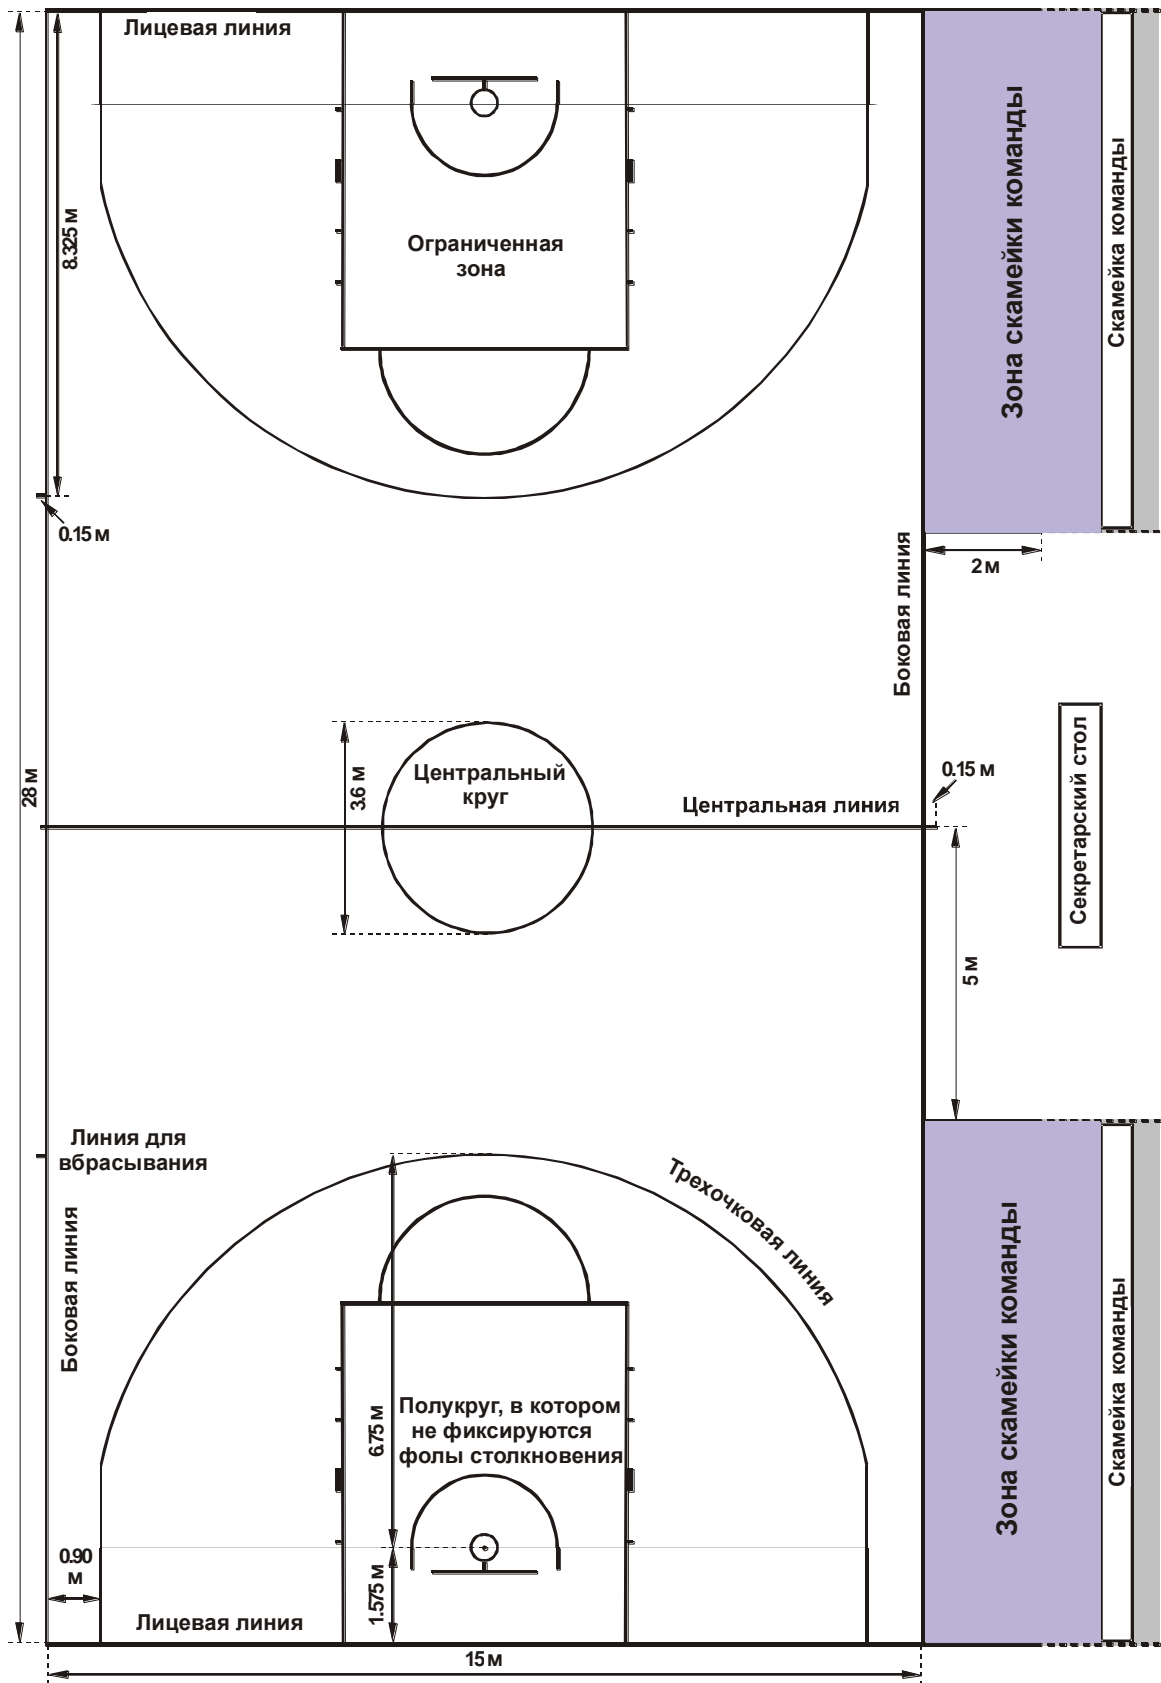 Лицевая линия
Зона скамейки команды
Скамейка команды
8.325 м
Ограниченная
зона
0.15 м
Боковая линия
2 м
28 м
3.6 м
Центральный
круг
Центральная линия
0.15 м
Секретарский стол
5 м
Линия для
вбрасывания
Боковая линия
Трехочковая линия
Зона скамейки команды
Скамейка команды
6.75 м
Полукруг, в котором
не фиксируются
фолы столкновения
0.90
м
1.575 м
Лицевая линия
15 м